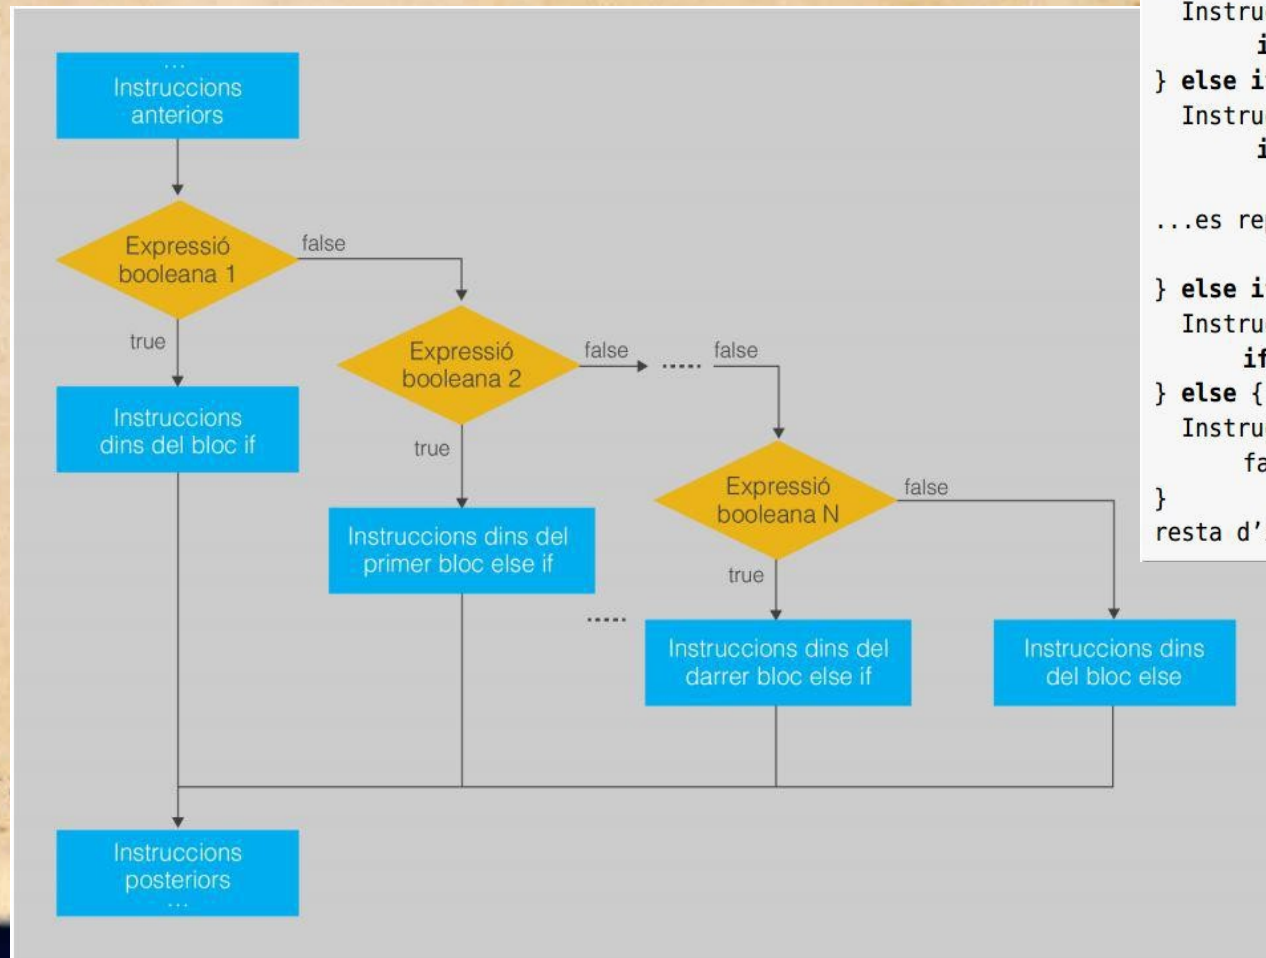 ...
Instruccions
anteriors
Expressió
booleana 1
false
true
Instruccions
dins del bloc if
Expressió
booleana 2
false ..... false
true
Instruccions dins del
primer bloc else if
.....
Expressió
booleana N
false
true
Instruccions dins del
darrer bloc else if
Instruccions dins
del bloc else
Instruccions
posteriors
...
} else
...es
} else
if
} else {
}
resta